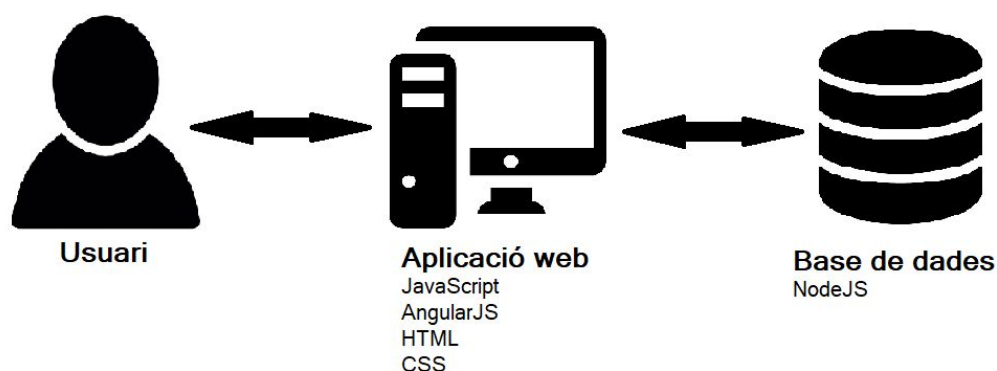 Usuari
Aplicació web
JavaScript
AngularJS
HTML
CSS
Base de dades
NodeJS